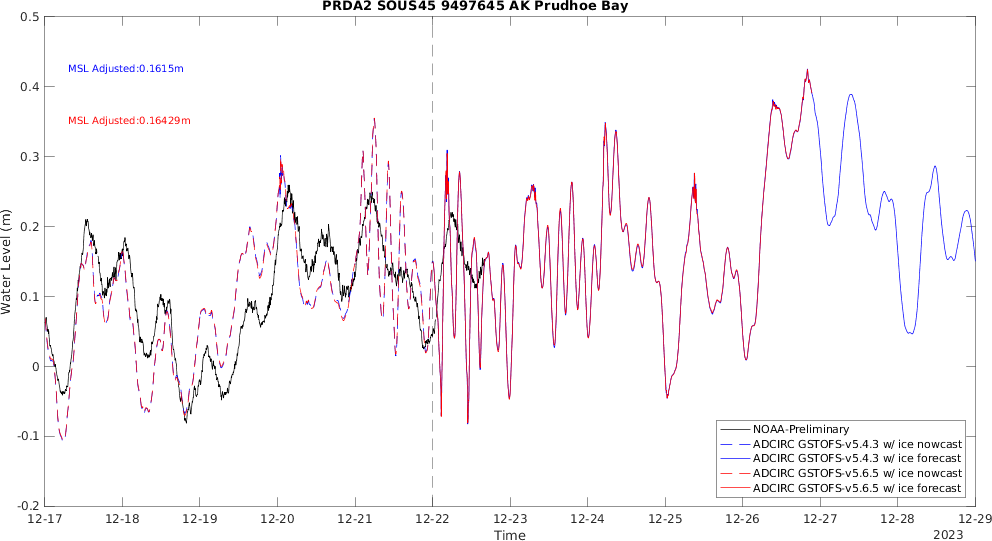 PRDA2 SOUS45 9497645 AK Prudhoe Bay
0.5
0.4
0.3
0.2
0.1
0
-0.1
-0.2
Water Level (m)
MSL Adjusted:0.1615m
MSL Adjusted:0.16429m
NOAA-Preliminary
ADCIRC GSTOFS-v5.4.3 w/ ice nowcast
ADCIRC GSTOFS-v5.4.3 w/ ice forecast
ADCIRC GSTOFS-v5.6.5 w/ ice nowcast
ADCIRC GSTOFS-v5.6.5 w/ ice forecast
12-17 12-18 12-19 12-20 12-21 12-22 12-23 12-24 12-25 12-26 12-27 12-28 12-29
Time
2023